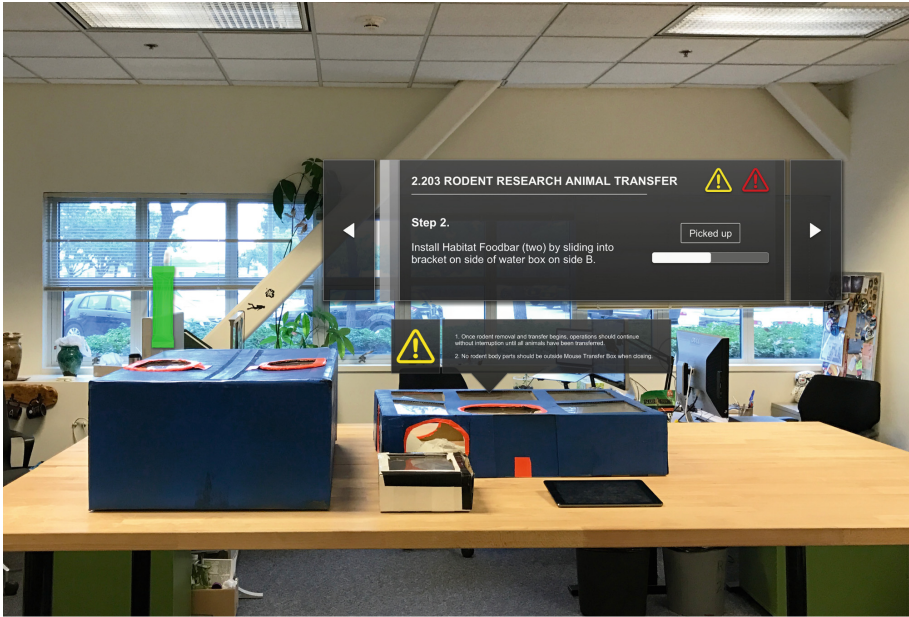 2.203 RODENT RESEARCH ANIMAL TRANSFER
Step 2.
Install Habitat Foodbar (two) by sliding into
bracket on side of water box on side B.
Picked up
1. Once rodent removal and transfer begins, operations should continue
without interruption until all animals have been transferred.
2. No rodent body parts should be outside Mouse Transfer Box when closing.